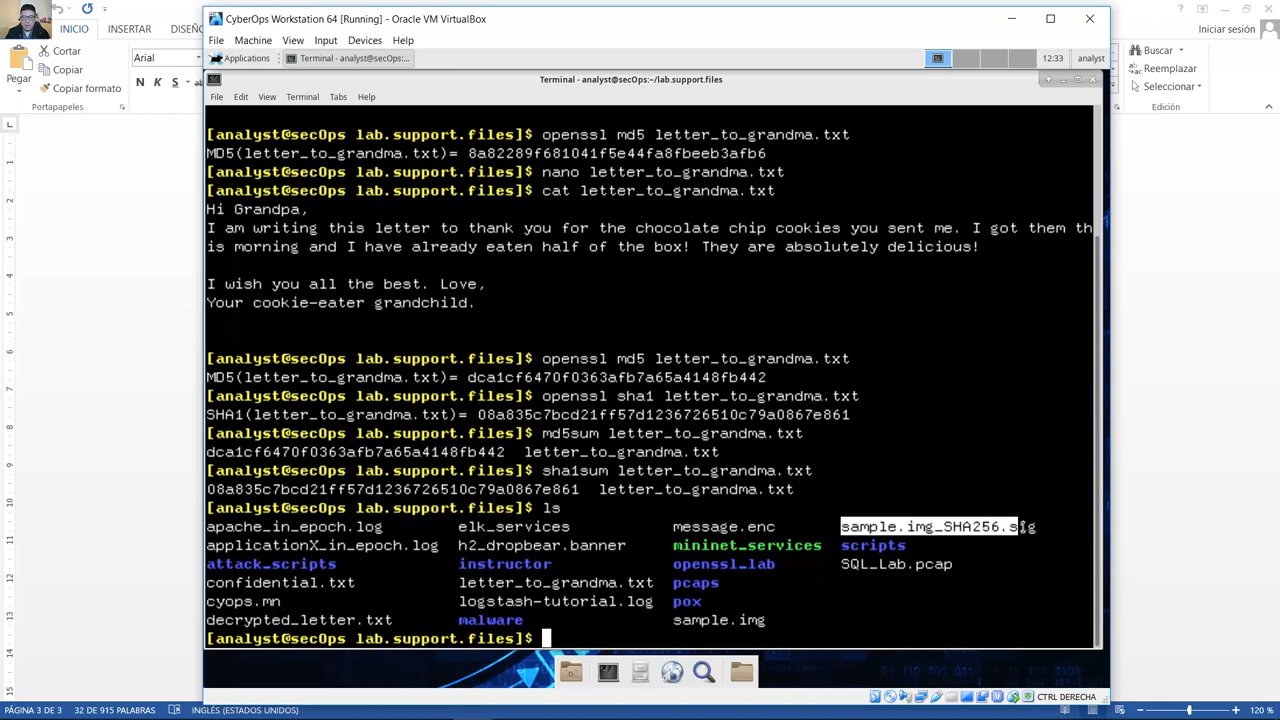 CyberOps Workstation 64 [Running] - Oracle VM VirtualBox
INICIO INSERTAR DISEÑO
Iniciar sesión
File Machine View Input Devices Help
Cortar
Copiar
Copiar formato
Pegar
Portapapeles
Arial
N K S
Buscar
Reemplazar
Seleccionar
Edición
Applications Terminal - analyst@secOps:~/lab.support.files... 12:33 analyst
Terminal - analyst@secOps:~/lab.support.files
File Edit View Terminal Tabs Help
[analyst@secOps lab.support.files]$ openssl md5 letter_to_grandma.txt
MD5(letter_to_grandma.txt)= 8a82289f681041f5e44fa8fbeeb3afb6
[analyst@secOps lab.support.files]$ nano letter_to_grandma.txt
[analyst@secOps lab.support.files]$ cat letter_to_grandma.txt
Hi Grandpa,
I am writing this letter to thank you for the chocolate chip cookies you sent me. I got them th
is morning and I have already eaten half of the box! They are absolutely delicious!
I wish you all the best. Love,
Your cookie-eater grandchild.
[analyst@secOps lab.support.files]$ openssl md5 letter_to_grandma.txt
MD5(letter_to_grandma.txt)= dca1cf6470f0363afb7a65a4148fb442
[analyst@secOps lab.support.files]$ openssl sha1 letter_to_grandma.txt
SHA1(letter_to_grandma.txt)= 08a835c7bcd21ff57d1236726510c79a0867e861
[analyst@secOps lab.support.files]$ md5sum letter_to_grandma.txt
dca1cf6470f0363afb7a65a4148fb442 letter_to_grandma.txt
[analyst@secOps lab.support.files]$ sha1sum letter_to_grandma.txt
08a835c7bcd21ff57d1236726510c79a0867e861 letter_to_grandma.txt
[analyst@secOps lab.support.files]$ ls
apache_in_epoch.log elk_services message.enc sample.img_SHA256.sig
applicationX_in_epoch.log h2_dropbear.banner mininet_services scripts
attack_scripts instructor openssl_lab SQL_Lab.pcap
confidential.txt letter_to_grandma.txt pcaps
cyops.mn logstash-tutorial.log pox
decrypted_letter.txt malware sample.img
[analyst@secOps lab.support.files]$
CTRL DERECHA
PÁGINA 3 DE 3 32 DE 915 PALABRAS INGLÉS (ESTADOS UNIDOS) 120 %